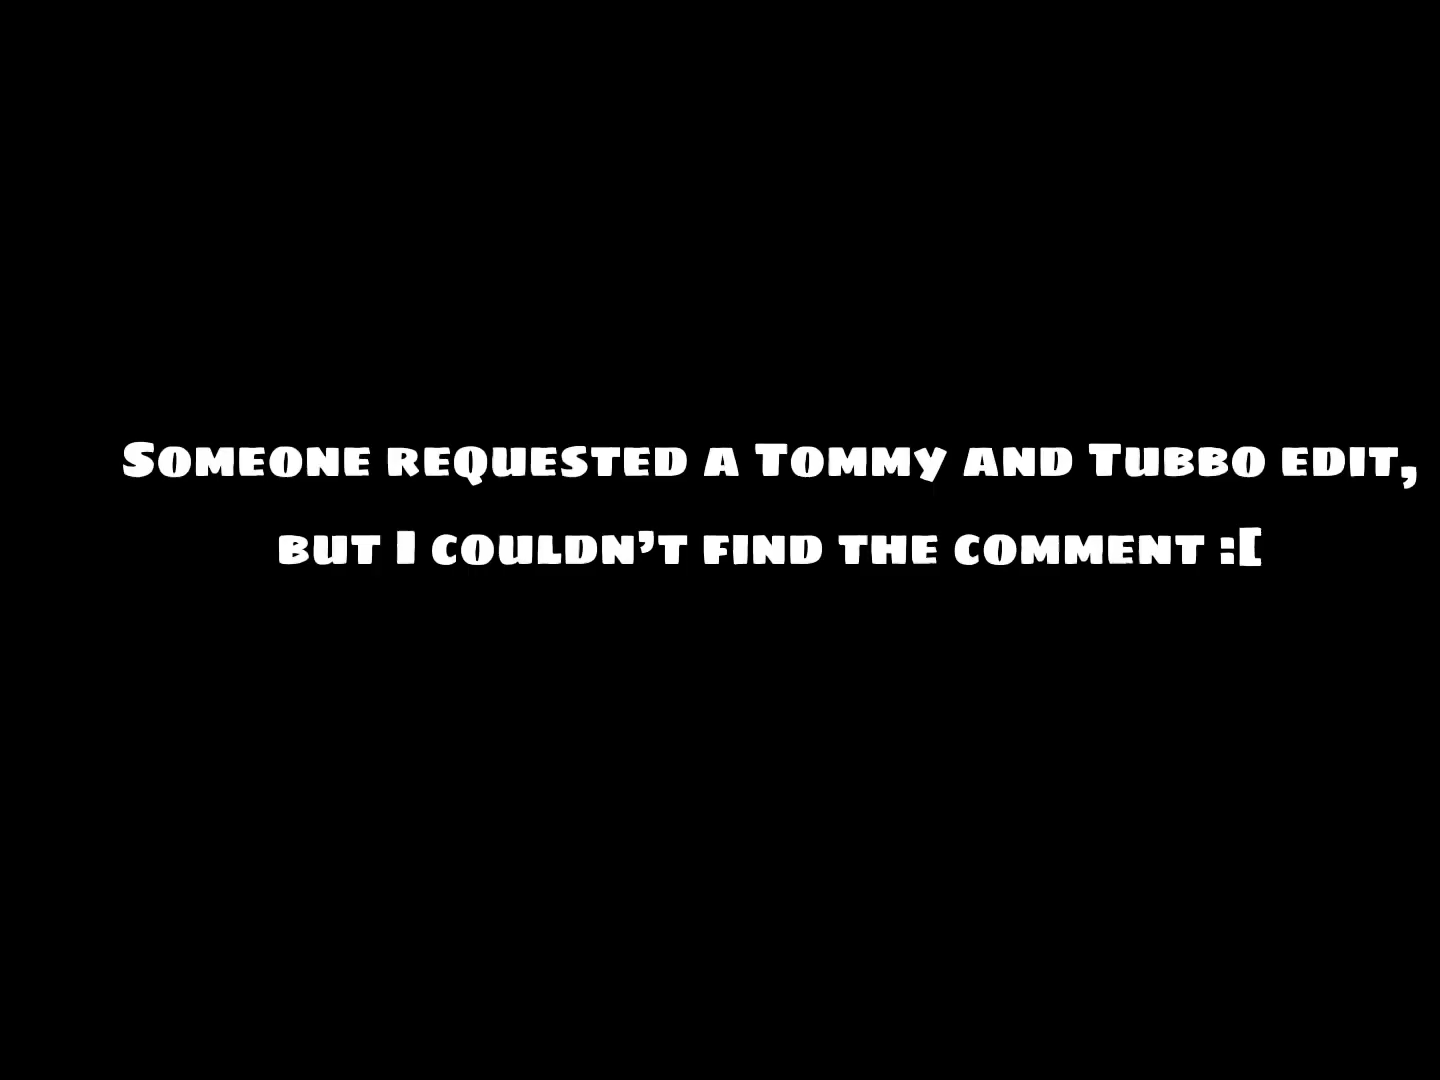 Someone requested a Tommy and Tubbo edit,
but I couldn’t find the comment :[